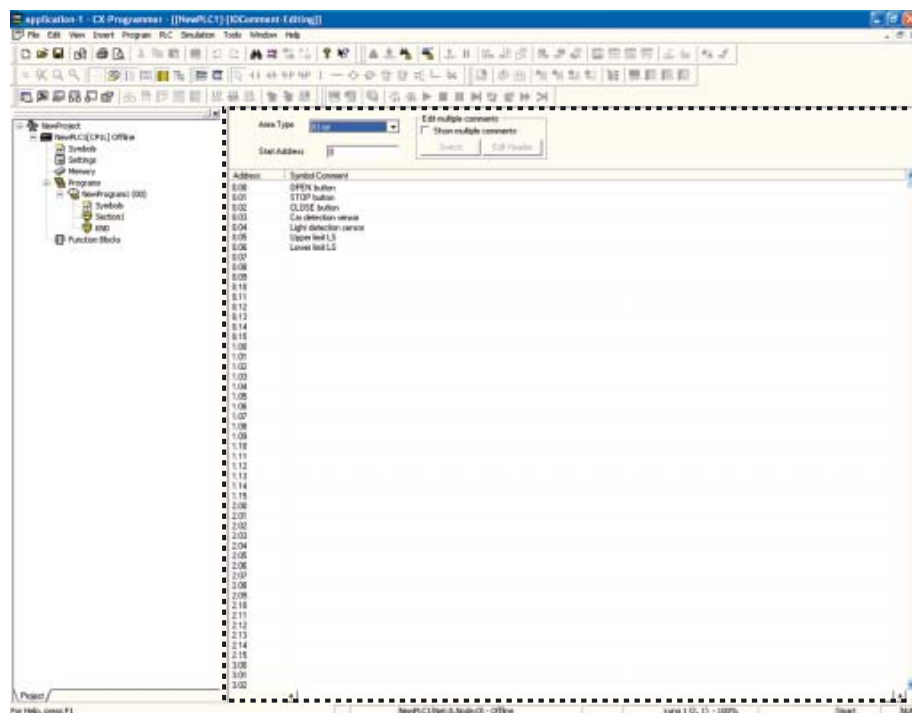 application-1 - CX-Programmer - [[NewPLC1] [IOComment-Editing]]
File Edit View Insert Program PLC Simulation Tools Window Help
NewProject
NewPLC1[CP1L] Offline
Symbols
Settings
Memory
Programs
NewProgram1 (00)
Symbols
Section1
END
Function Blocks
Project
Area Type
Start Address 0
Edit multiple comments
Show multiple comments
Switch Edit Header
Address Symbol Comment
0.00 OPEN button
0.01 STOP button
0.02 CLOSE button
0.03 Car detection sensor
0.04 Light detection sensor
0.05 Upper limit LS
0.06 Lower limit LS
0.07
0.08
0.09
0.10
0.11
0.12
0.13
0.14
0.15
1.00
1.01
1.02
1.03
1.04
1.05
1.06
1.07
1.08
1.09
1.10
1.11
1.12
1.13
1.14
1.15
2.00
2.01
2.02
2.03
2.04
2.05
2.06
2.07
2.08
2.09
2.10
2.11
2.12
2.13
2.14
2.15
3.00
3.01
3.02
For Help, press F1
rung 1 (2, 1) - 100%
Smart